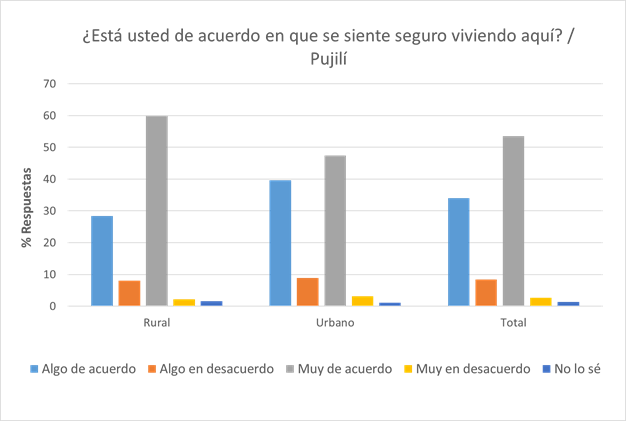 ¿Está usted de acuerdo en que se siente seguro viviendo aquí? /
Pujilí
% Respuestas
70
60
50
40
30
20
10
0
Rural Urbano Total
Algo de acuerdo Algo en desacuerdo Muy de acuerdo Muy en desacuerdo No lo sé